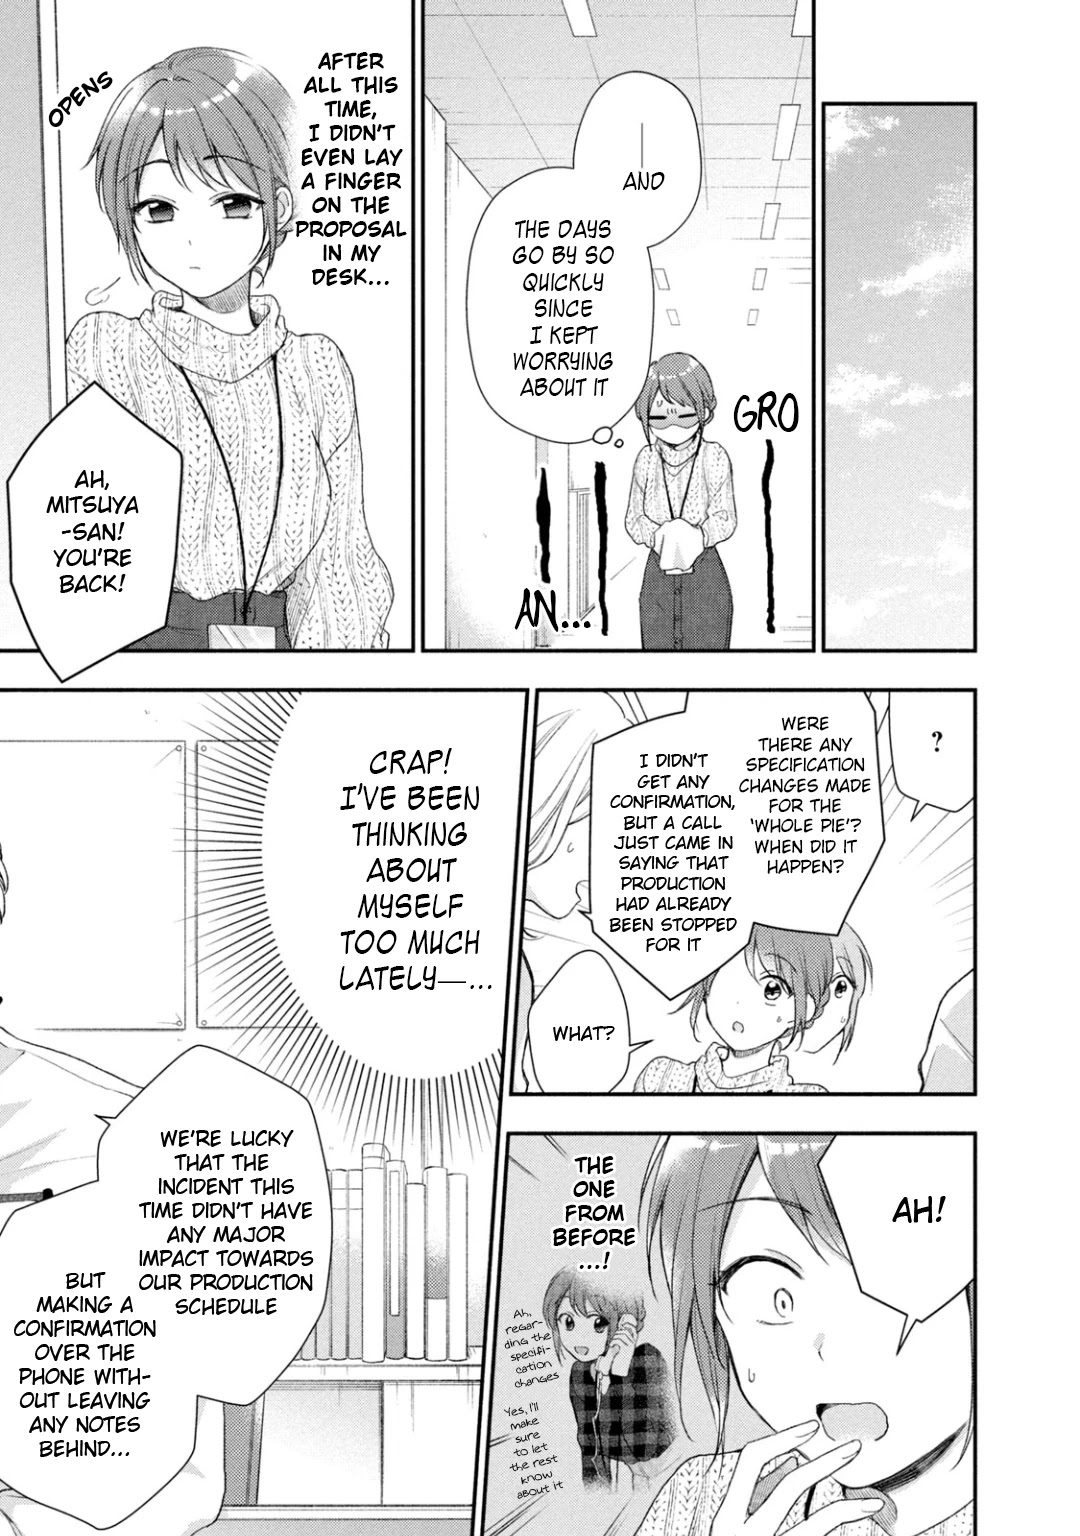 AND
THE DAYS
GO BY SO
QUICKLY
SINCE
I KEPT
WORRYING
ABOUT IT
GRO
AN...
AFTER
ALL THIS
TIME,
I DIDN'T
EVEN LAY
A FINGER
ON THE
PROPOSAL
IN MY
DESK...
OPENS
AH,
MITSUYA
-SAN!
YOU'RE
BACK!
?
WERE
THERE ANY
SPECIFICATION
CHANGES MADE
FOR THE
'WHOLE PIE'?
WHEN DID IT
HAPPEN?
I DIDN'T
GET ANY
CONFIRMATION,
BUT A CALL
JUST CAME IN
SAYING THAT
PRODUCTION
HAD ALREADY
BEEN STOPPED
FOR IT
WHAT?
AH!
THE
ONE
FROM
BEFORE
...!
Ah,
regar-
ding the
specifi-
cation
changes
Yes, I'll
make
sure
to let
the rest
know
about it
CRAP!
I'VE BEEN
THINKING
ABOUT
MYSELF
TOO MUCH
LATELY—...
WE'RE LUCKY
THAT THE
INCIDENT THIS
TIME DIDN'T HAVE
ANY MAJOR
IMPACT TOWARDS
OUR PRODUCTION
SCHEDULE
BUT
MAKING A
CONFIRMATION
OVER THE
PHONE WITH-
OUT LEAVING
ANY NOTES
BEHIND...